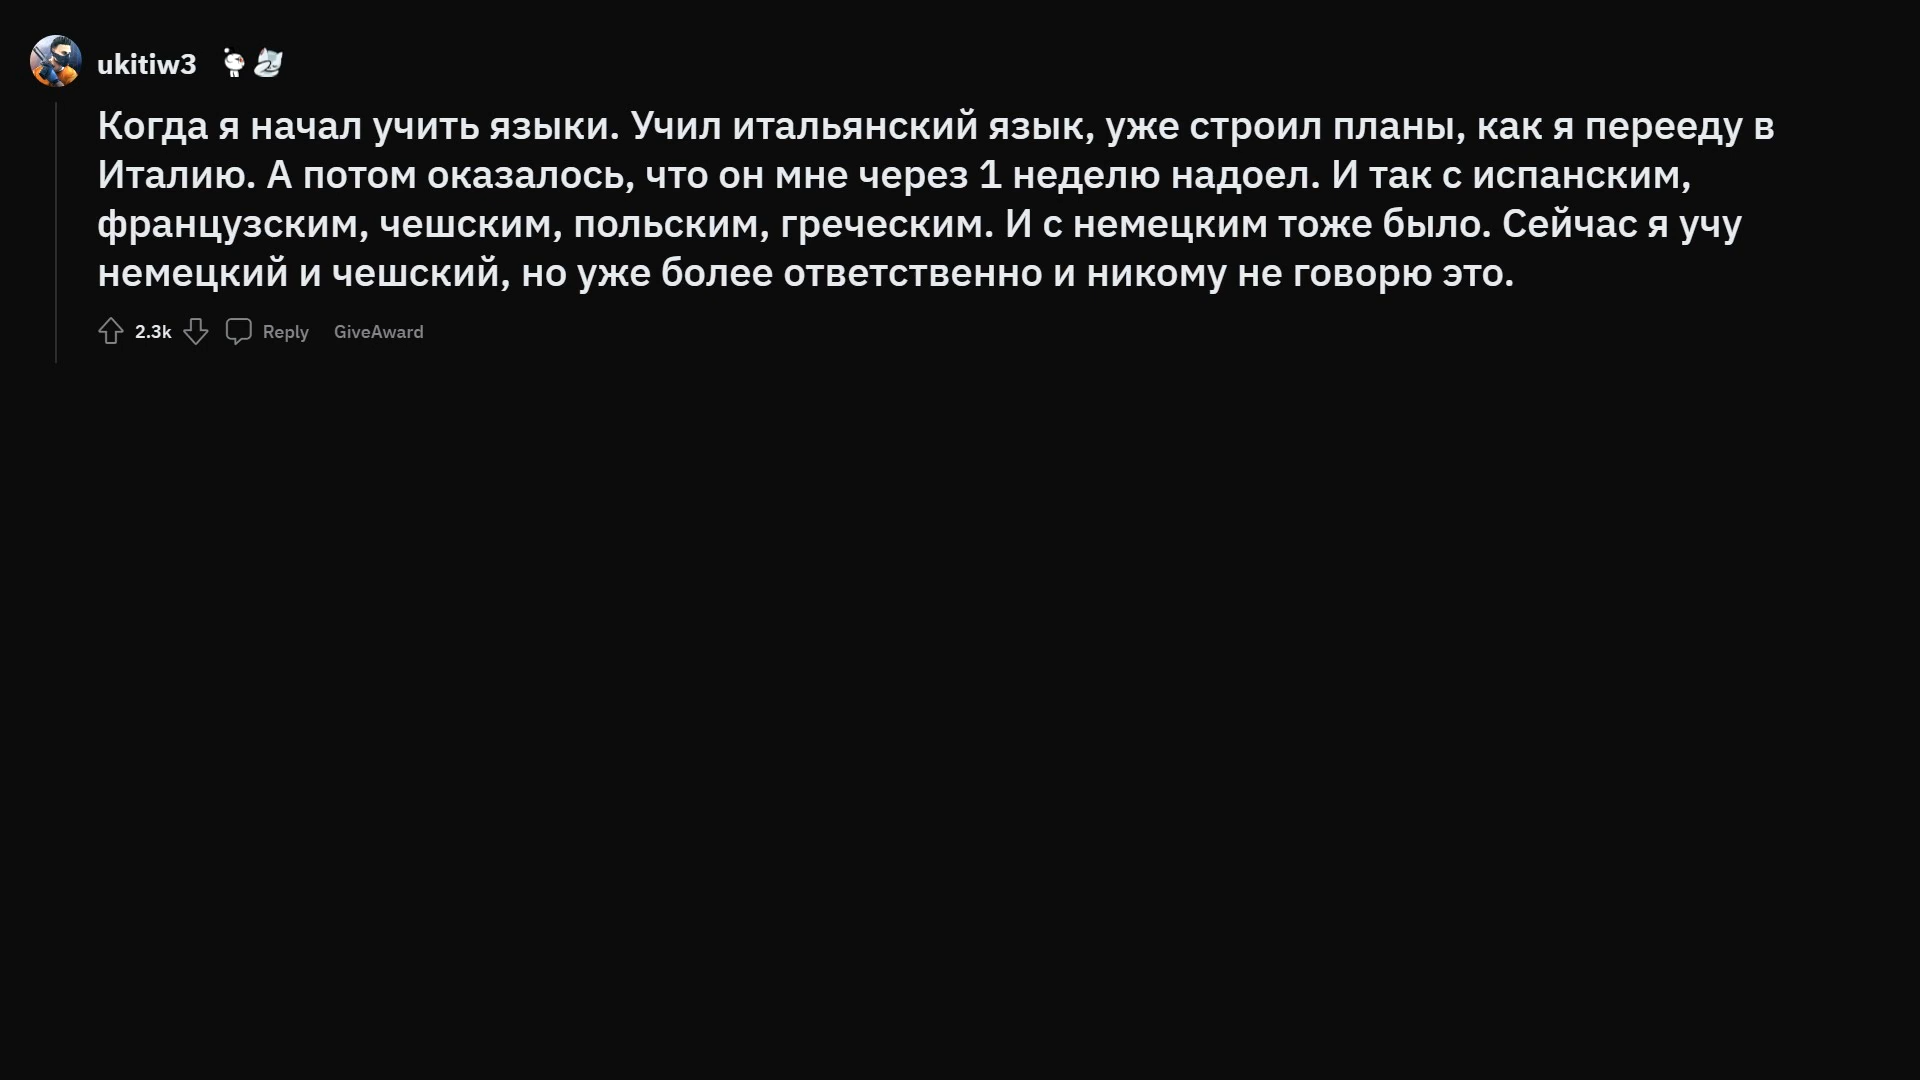 ukitiw3
Когда я начал учить языки. Учил итальянский язык, уже строил планы, как я перееду в
Италию. А потом оказалось, что он мне через 1 неделю надоел. И так с испанским,
французским, чешским, польским, греческим. И с немецким тоже было. Сейчас я учу
немецкий и чешский, но уже более ответственно и никому не говорю это.
2.3k Reply GiveAward